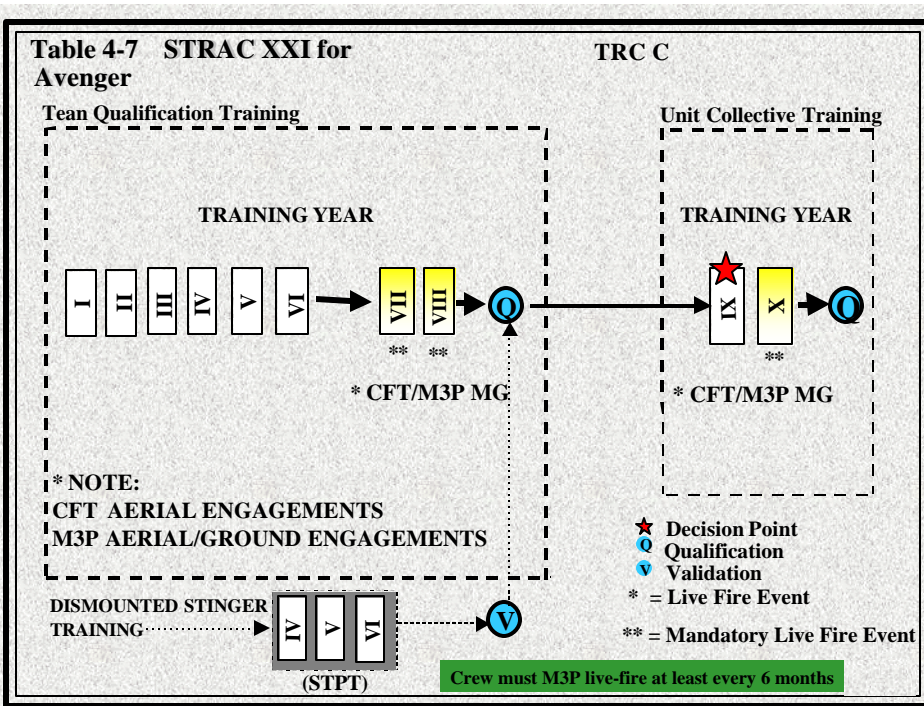 Table 4-7 STRAC XXI for
Avenger
TRC C
Tean Qualification Training
Unit Collective Training
TRAINING YEAR
TRAINING YEAR
I
II
III
IV
V
VI
VII
VIII
Q
IX
X
Q
** **
**
* CFT/M3P MG
* CFT/M3P MG
* NOTE:
CFT AERIAL ENGAGEMENTS
M3P AERIAL/GROUND ENGAGEMENTS
Decision Point
Q Qualification
V Validation
* = Live Fire Event
** = Mandatory Live Fire Event
DISMOUNTED STINGER
TRAINING
IV
V
VI
V
(STPT)
Crew must M3P live-fire at least every 6 months